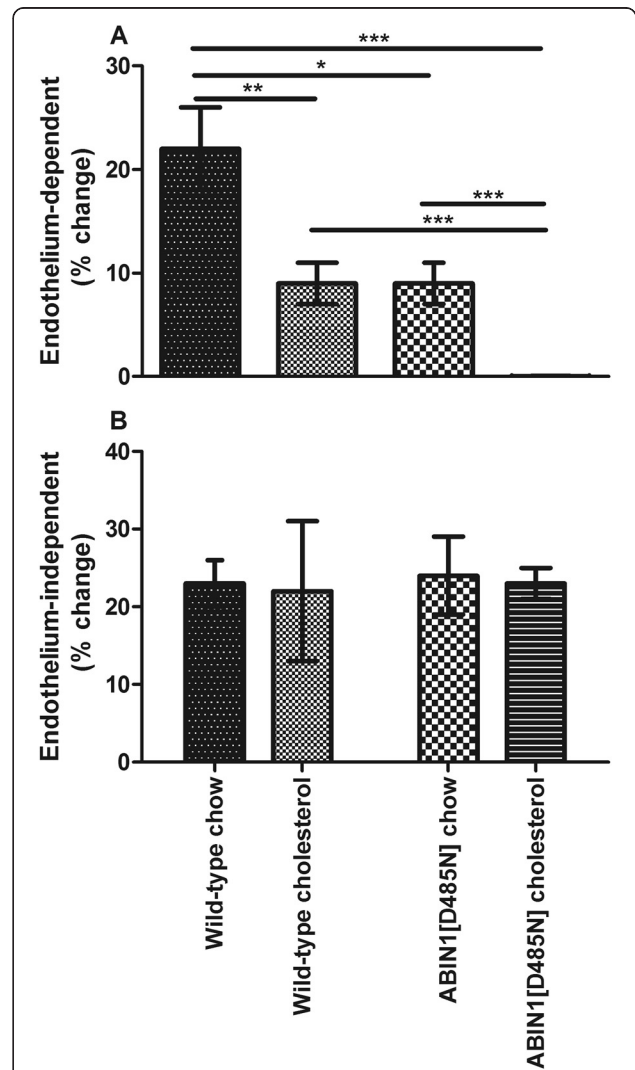 A
***
*
**
***
***
Endothelium-dependent
(% change)
30
20
10
0
B
Endothelium-independent
(% change)
40
30
20
10
0
Wild-type chow
Wild-type cholesterol
ABIN1[D485N] chow
ABIN1[D485N] cholesterol